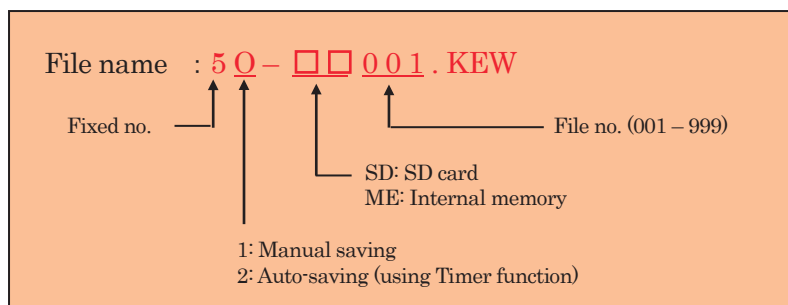 File name : 5 O – □□ 0 0 1 . KEW
Fixed no.
File no. (001 – 999)
SD: SD card
ME: Internal memory
1: Manual saving
2: Auto-saving (using Timer function)